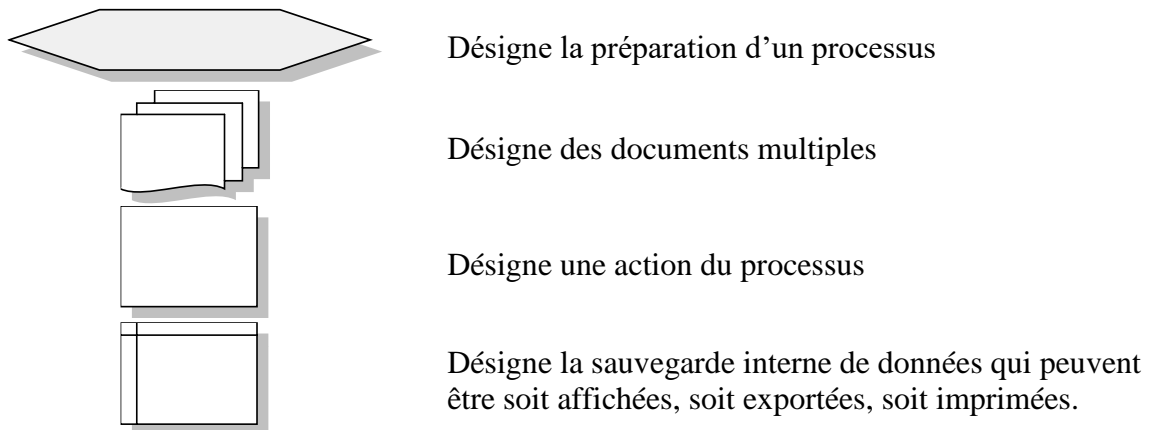 Désigne la préparation d’un processus
Désigne des documents multiples
Désigne une action du processus
Désigne la sauvegarde interne de données qui peuvent
être soit affichées, soit exportées, soit imprimées.